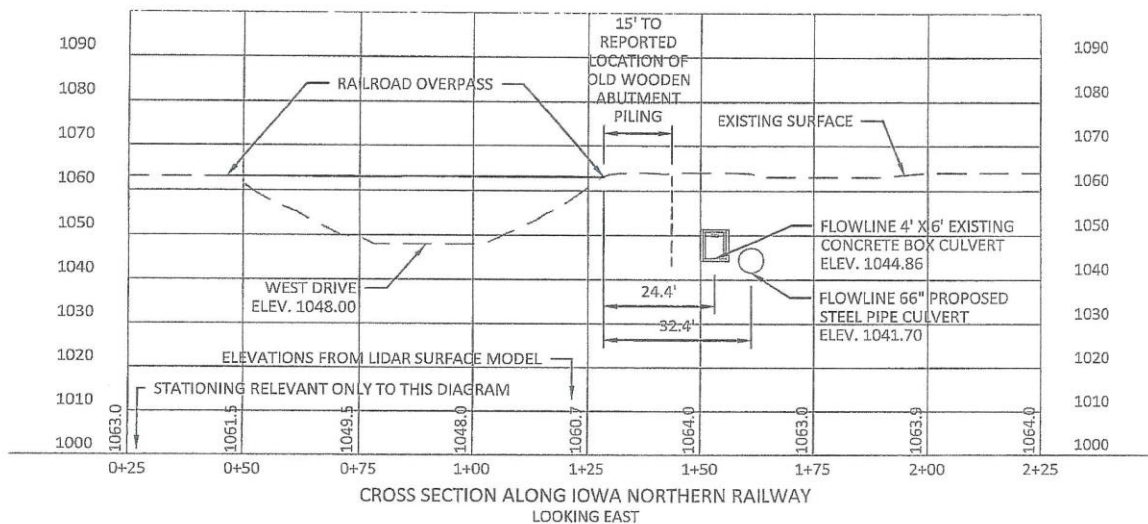 15' TO
REPORTED
LOCATION OF
OLD WOODEN
ABUTMENT
PILING
1090
1090
1080
RAILROAD OVERPASS
1080
1070
EXISTING SURFACE
1070
1060
1060
1050
FLOWLINE 4' X 6' EXISTING
CONCRETE BOX CULVERT
ELEV. 1044.86
1050
1040
1040
WEST DRIVE
ELEV. 1048.00
24.4'
FLOWLINE 66" PROPOSED
STEEL PIPE CULVERT
ELEV. 1041.70
1030
32.4'
1030
1020
ELEVATIONS FROM LIDAR SURFACE MODEL
1020
STATIONING RELEVANT ONLY TO THIS DIAGRAM
1010
1010
1000
1063.0
1061.5
1049.5
1048.0
1060.7
1064.0
1063.0
1063.9
1064.0
1000
0+25
0+50
0+75
1+00
1+25
1+50
1+75
2+00
2+25
CROSS SECTION ALONG IOWA NORTHERN RAILWAY
LOOKING EAST